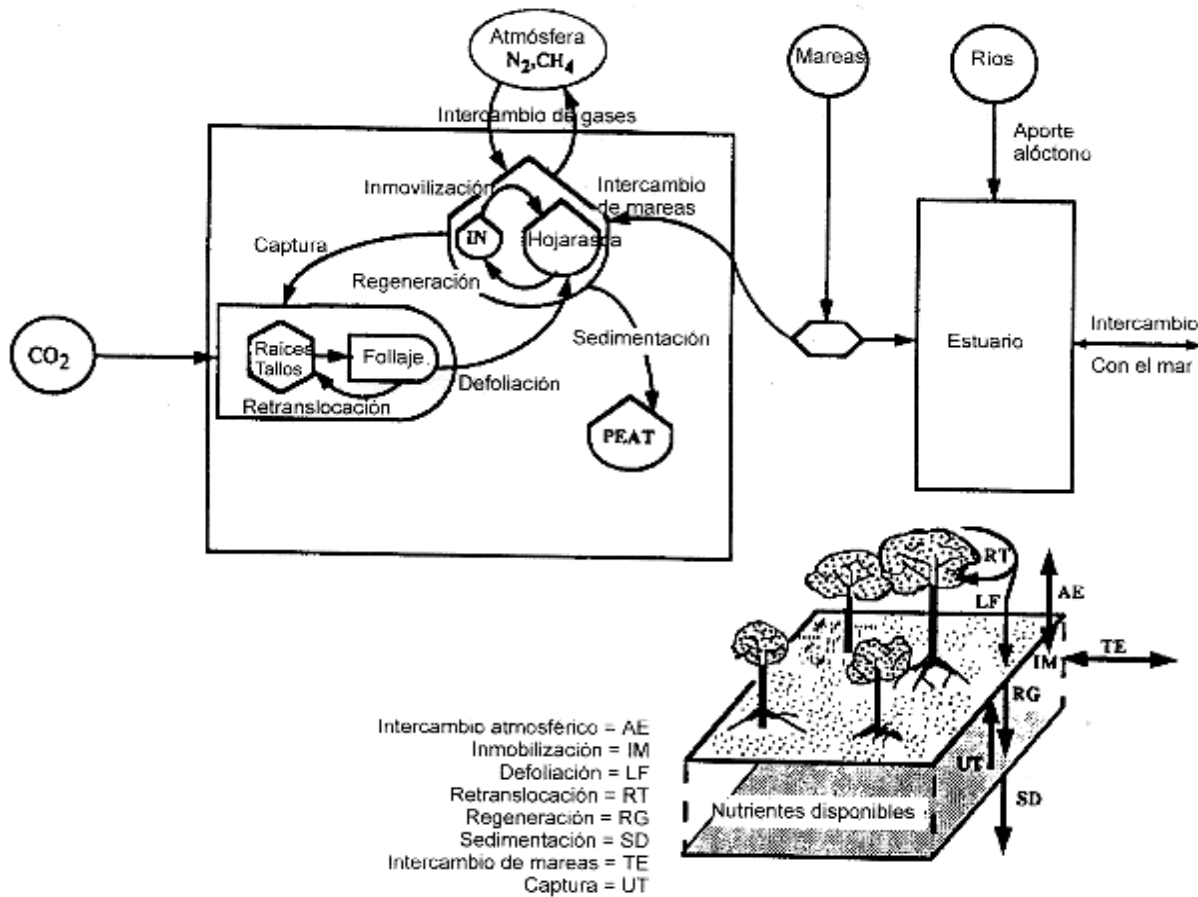 Atmósfera
N₂,CH₄
Mareas
Rios
Intercambio de gases
Aporte
alóctono
Inmovilización
Intercambio
de mareas
IN
Hojarasca
Captura
Regeneración
Sedimentación
Estuario
Intercambio
Con el mar
CO₂
Raíces
Tallos
Follaje.
Defoliación
Retranslocación
PEAT
RT
LF
AE
IM
TE
RG
UT
SD
Nutrientes disponibles
Intercambio atmosférico = AE
Inmobilización = IM
Defoliación = LF
Retranslocación = RT
Regeneración = RG
Sedimentación = SD
Intercambio de mareas = TE
Captura = UT